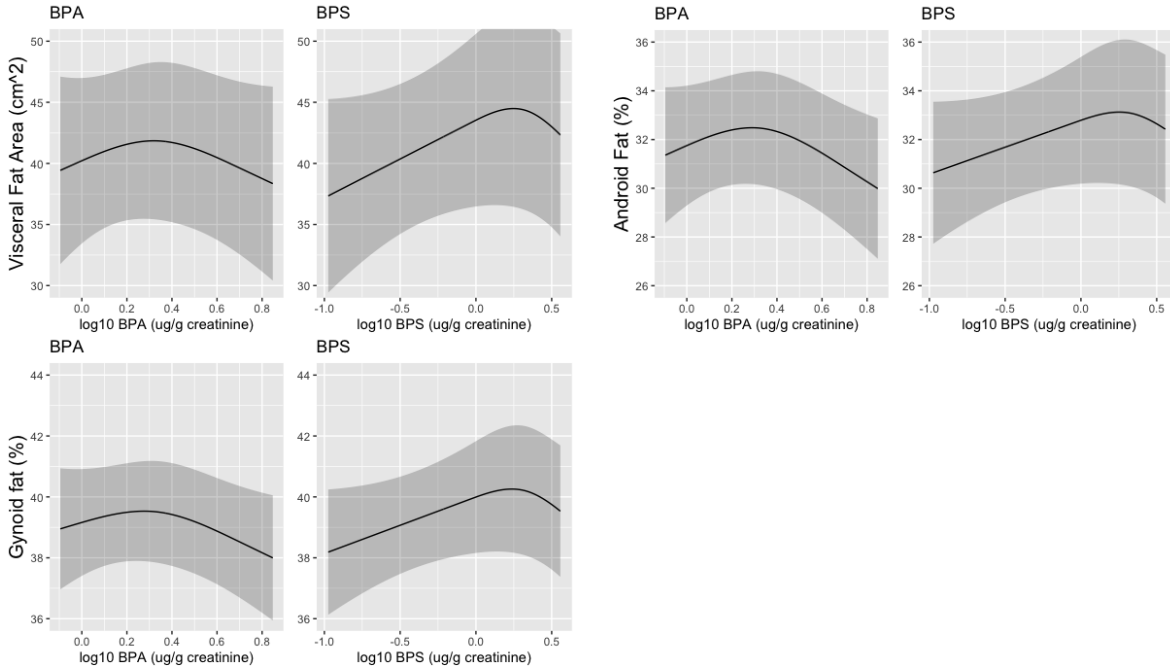 BPA
BPS
Visceral Fat Area (cm^2)
50
45
40
35
30
50
45
40
35
30
0.0 0.2 0.4 0.6 0.8
log10 BPA (ug/g creatinine)
-1.0 -0.5 0.0 0.5
log10 BPS (ug/g creatinine)
BPA
BPS
Android Fat (%)
36
34
32
30
28
26
36
34
32
30
28
26
0.0 0.2 0.4 0.6 0.8
log10 BPA (ug/g creatinine)
-1.0 -0.5 0.0 0.5
log10 BPS (ug/g creatinine)
BPA
BPS
Gynoid fat (%)
44
42
40
38
36
44
42
40
38
36
0.0 0.2 0.4 0.6 0.8
log10 BPA (ug/g creatinine)
-1.0 -0.5 0.0 0.5
log10 BPS (ug/g creatinine)